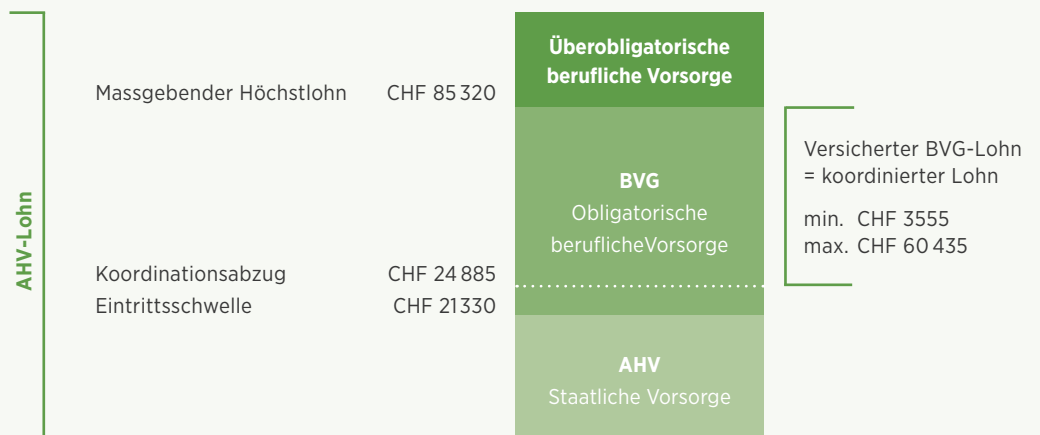 AHV-Lohn
Massgebender Höchstlohn CHF 85 320
Koordinationsabzug CHF 24 885
Eintrittsschwelle CHF 21 330
Überobligatorische
berufliche Vorsorge
BVG
Obligatorische
beruflicheVorsorge
AHV
Staatliche Vorsorge
Versicherter BVG-Lohn
= koordinierter Lohn
min. CHF 3555
max. CHF 60 435